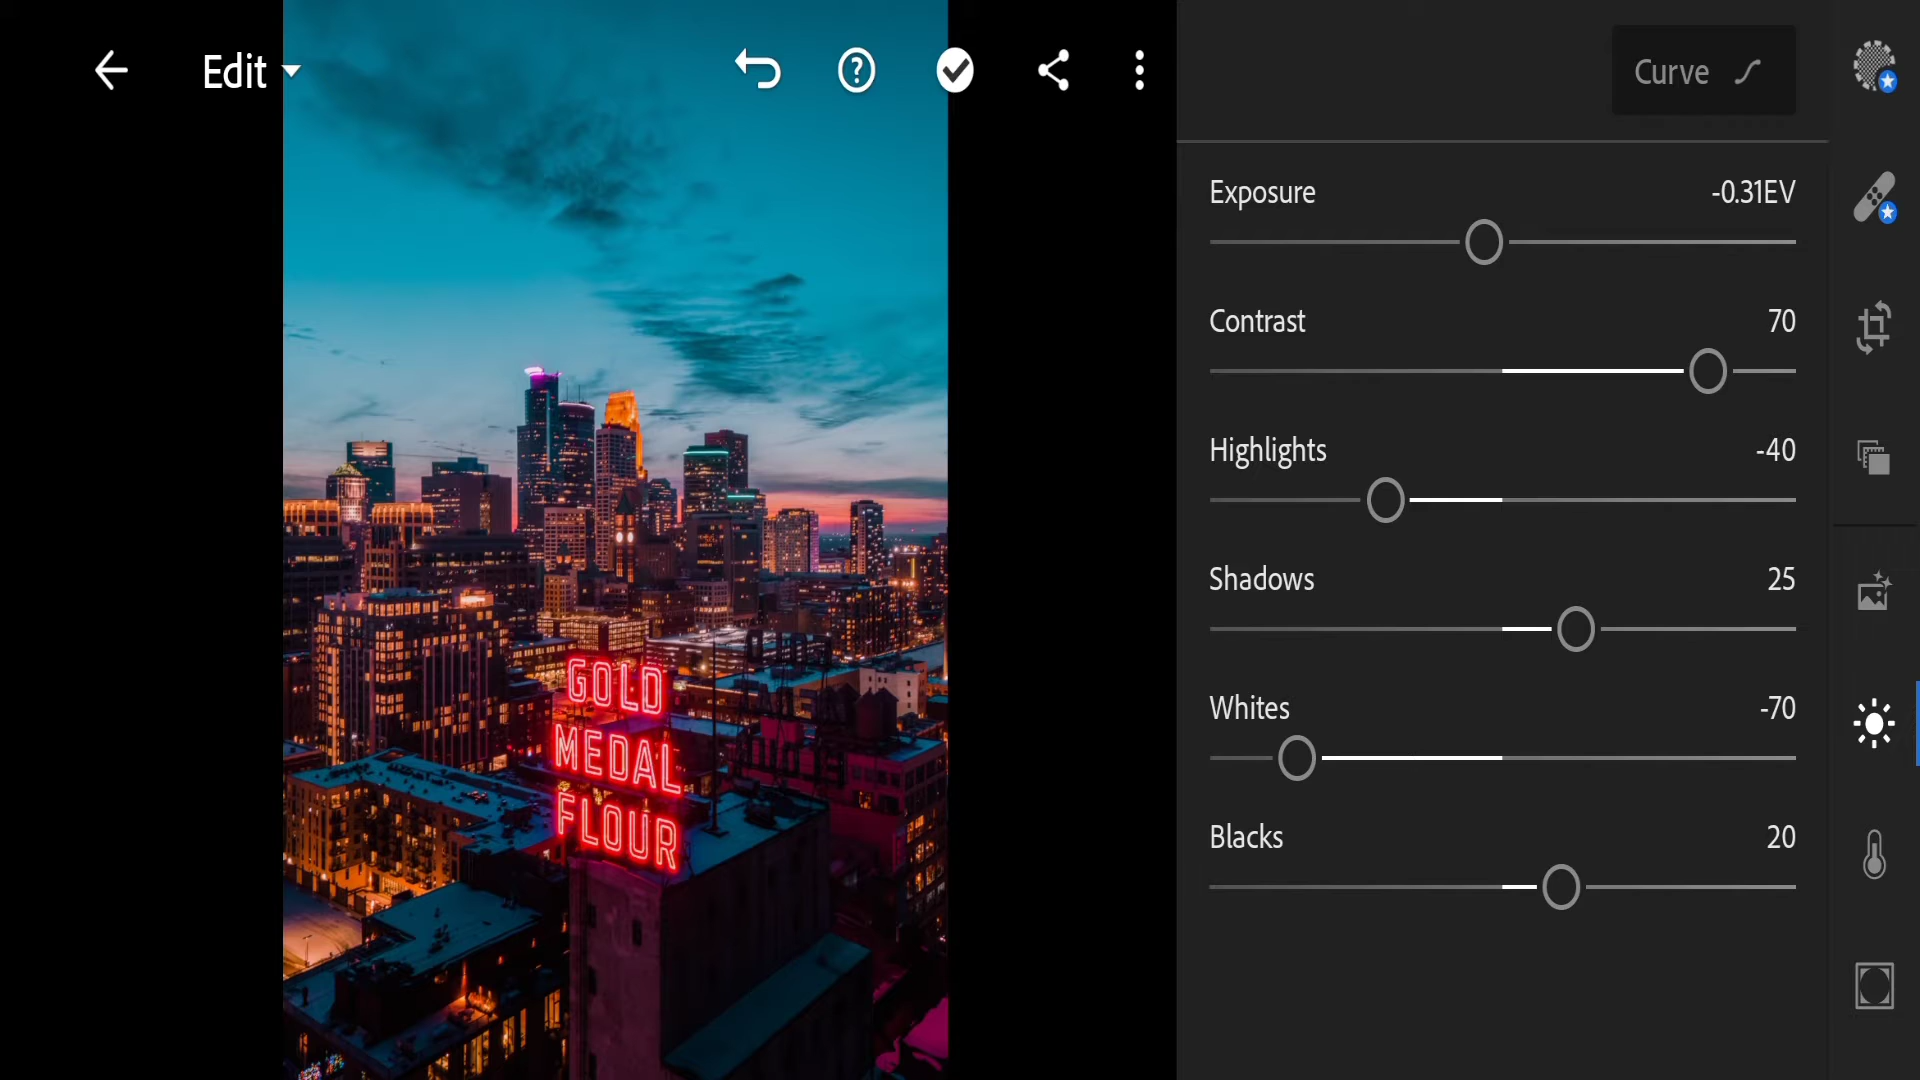 Edit
Curve
Exposure -0.31EV
Contrast 70
Highlights -40
Shadows 25
Whites -70
Blacks 20
GOLD
MEDAL
FLOUR